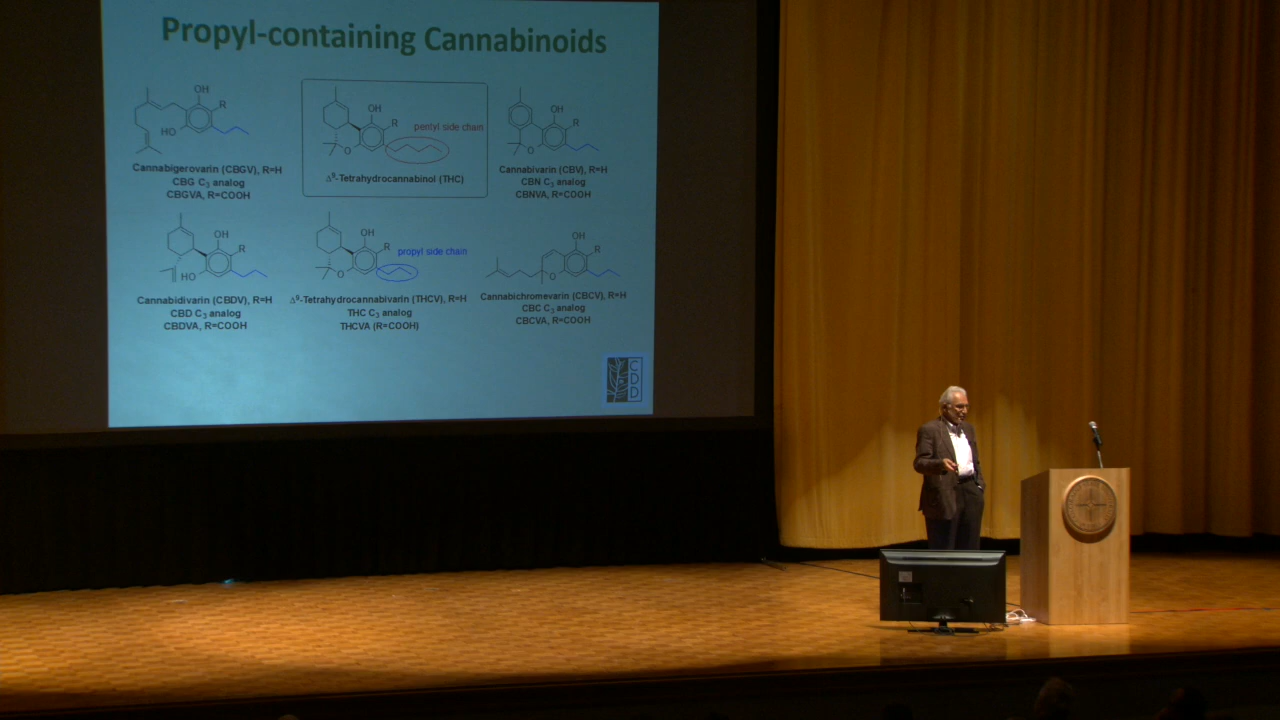 Propyl-containing Cannabinoids
OH
R
HO
Cannabigerovarin (CBGV), R=H
CBG C3 analog
CBGVA, R=COOH
OH
R
pentyl side chain
O
Δ9-Tetrahydrocannabinol (THC)
OH
R
O
Cannabivarin (CBV), R=H
CBN C3 analog
CBNVA, R=COOH
OH
R
HO
Cannabidivarin (CBDV), R=H
CBD C3 analog
CBDVA, R=COOH
OH
R
propyl side chain
O
Δ9-Tetrahydrocannabivarin (THCV), R=H
THC C3 analog
THCVA (R=COOH)
OH
R
O
Cannabichromevarin (CBCV), R=H
CBC C3 analog
CBCVA, R=COOH
CDD